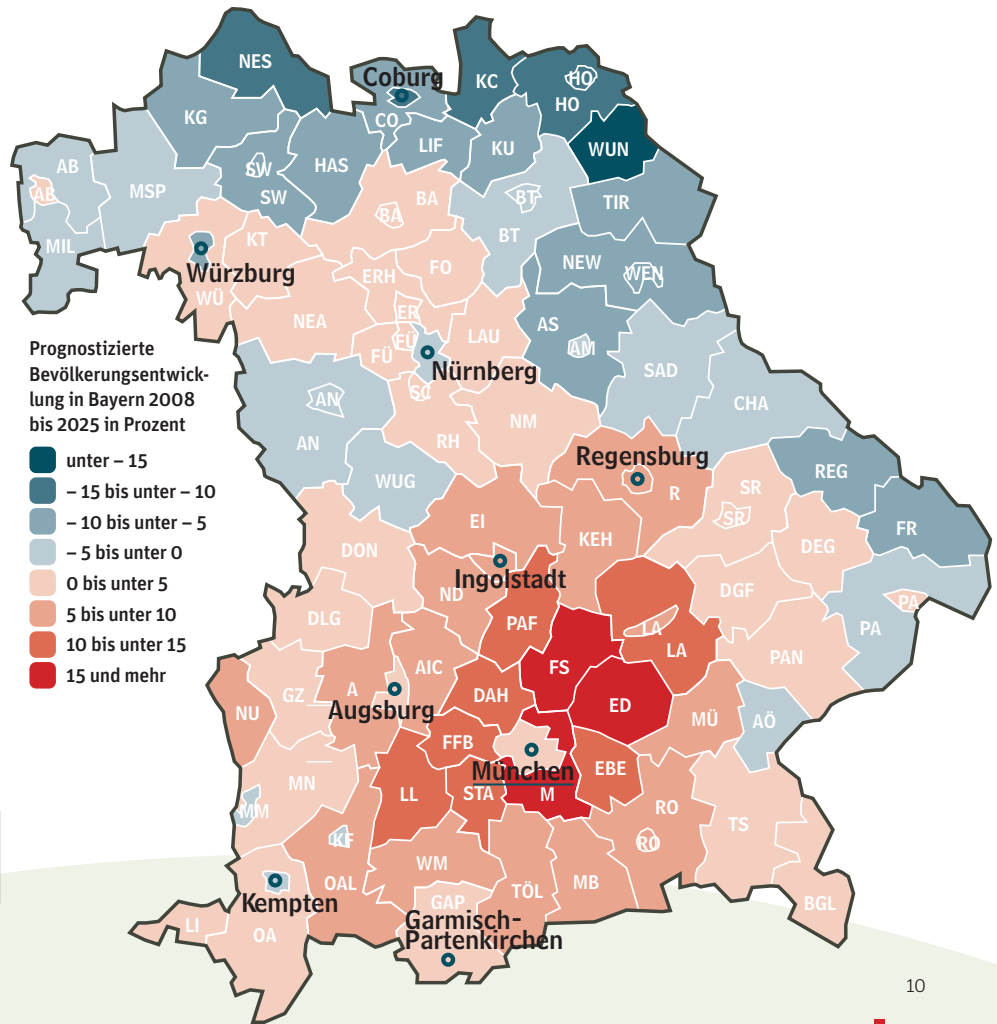 NES
Coburg
KC
HO
HO
KG
CO
LIF
KU
WUN
HAS
SW
SW
AB
AB
MSP
MIL
BA
BA
BT
BT
TIR
KT
Würzburg
WÜ
ERH
FO
NEW
WEN
NEA
ER
FÜ
FÜ
LAU
AS
AM
Nürnberg
SAD
CHA
Prognostizierte
Bevölkerungsentwick-
lung in Bayern 2008
bis 2025 in Prozent
unter – 15
– 15 bis unter – 10
– 10 bis unter – 5
– 5 bis unter 0
0 bis unter 5
5 bis unter 10
10 bis unter 15
15 und mehr
AN
AN
SC
RH
NM
WUG
Regensburg
R
SR
SR
REG
FR
EI
KEH
DEG
DON
Ingolstadt
ND
DGF
PA
PA
DLG
PAF
LA
LA
PAN
FS
AIC
GZ
A
DAH
ED
NU
Augsburg
MÜ
AÖ
FFB
München
EBE
MN
LL
STA
M
RO
RO
TS
MM
KF
WM
OAL
TÖL
MB
Kempten
GAP
BGL
Garmisch-
Partenkirchen
LI
OA
10